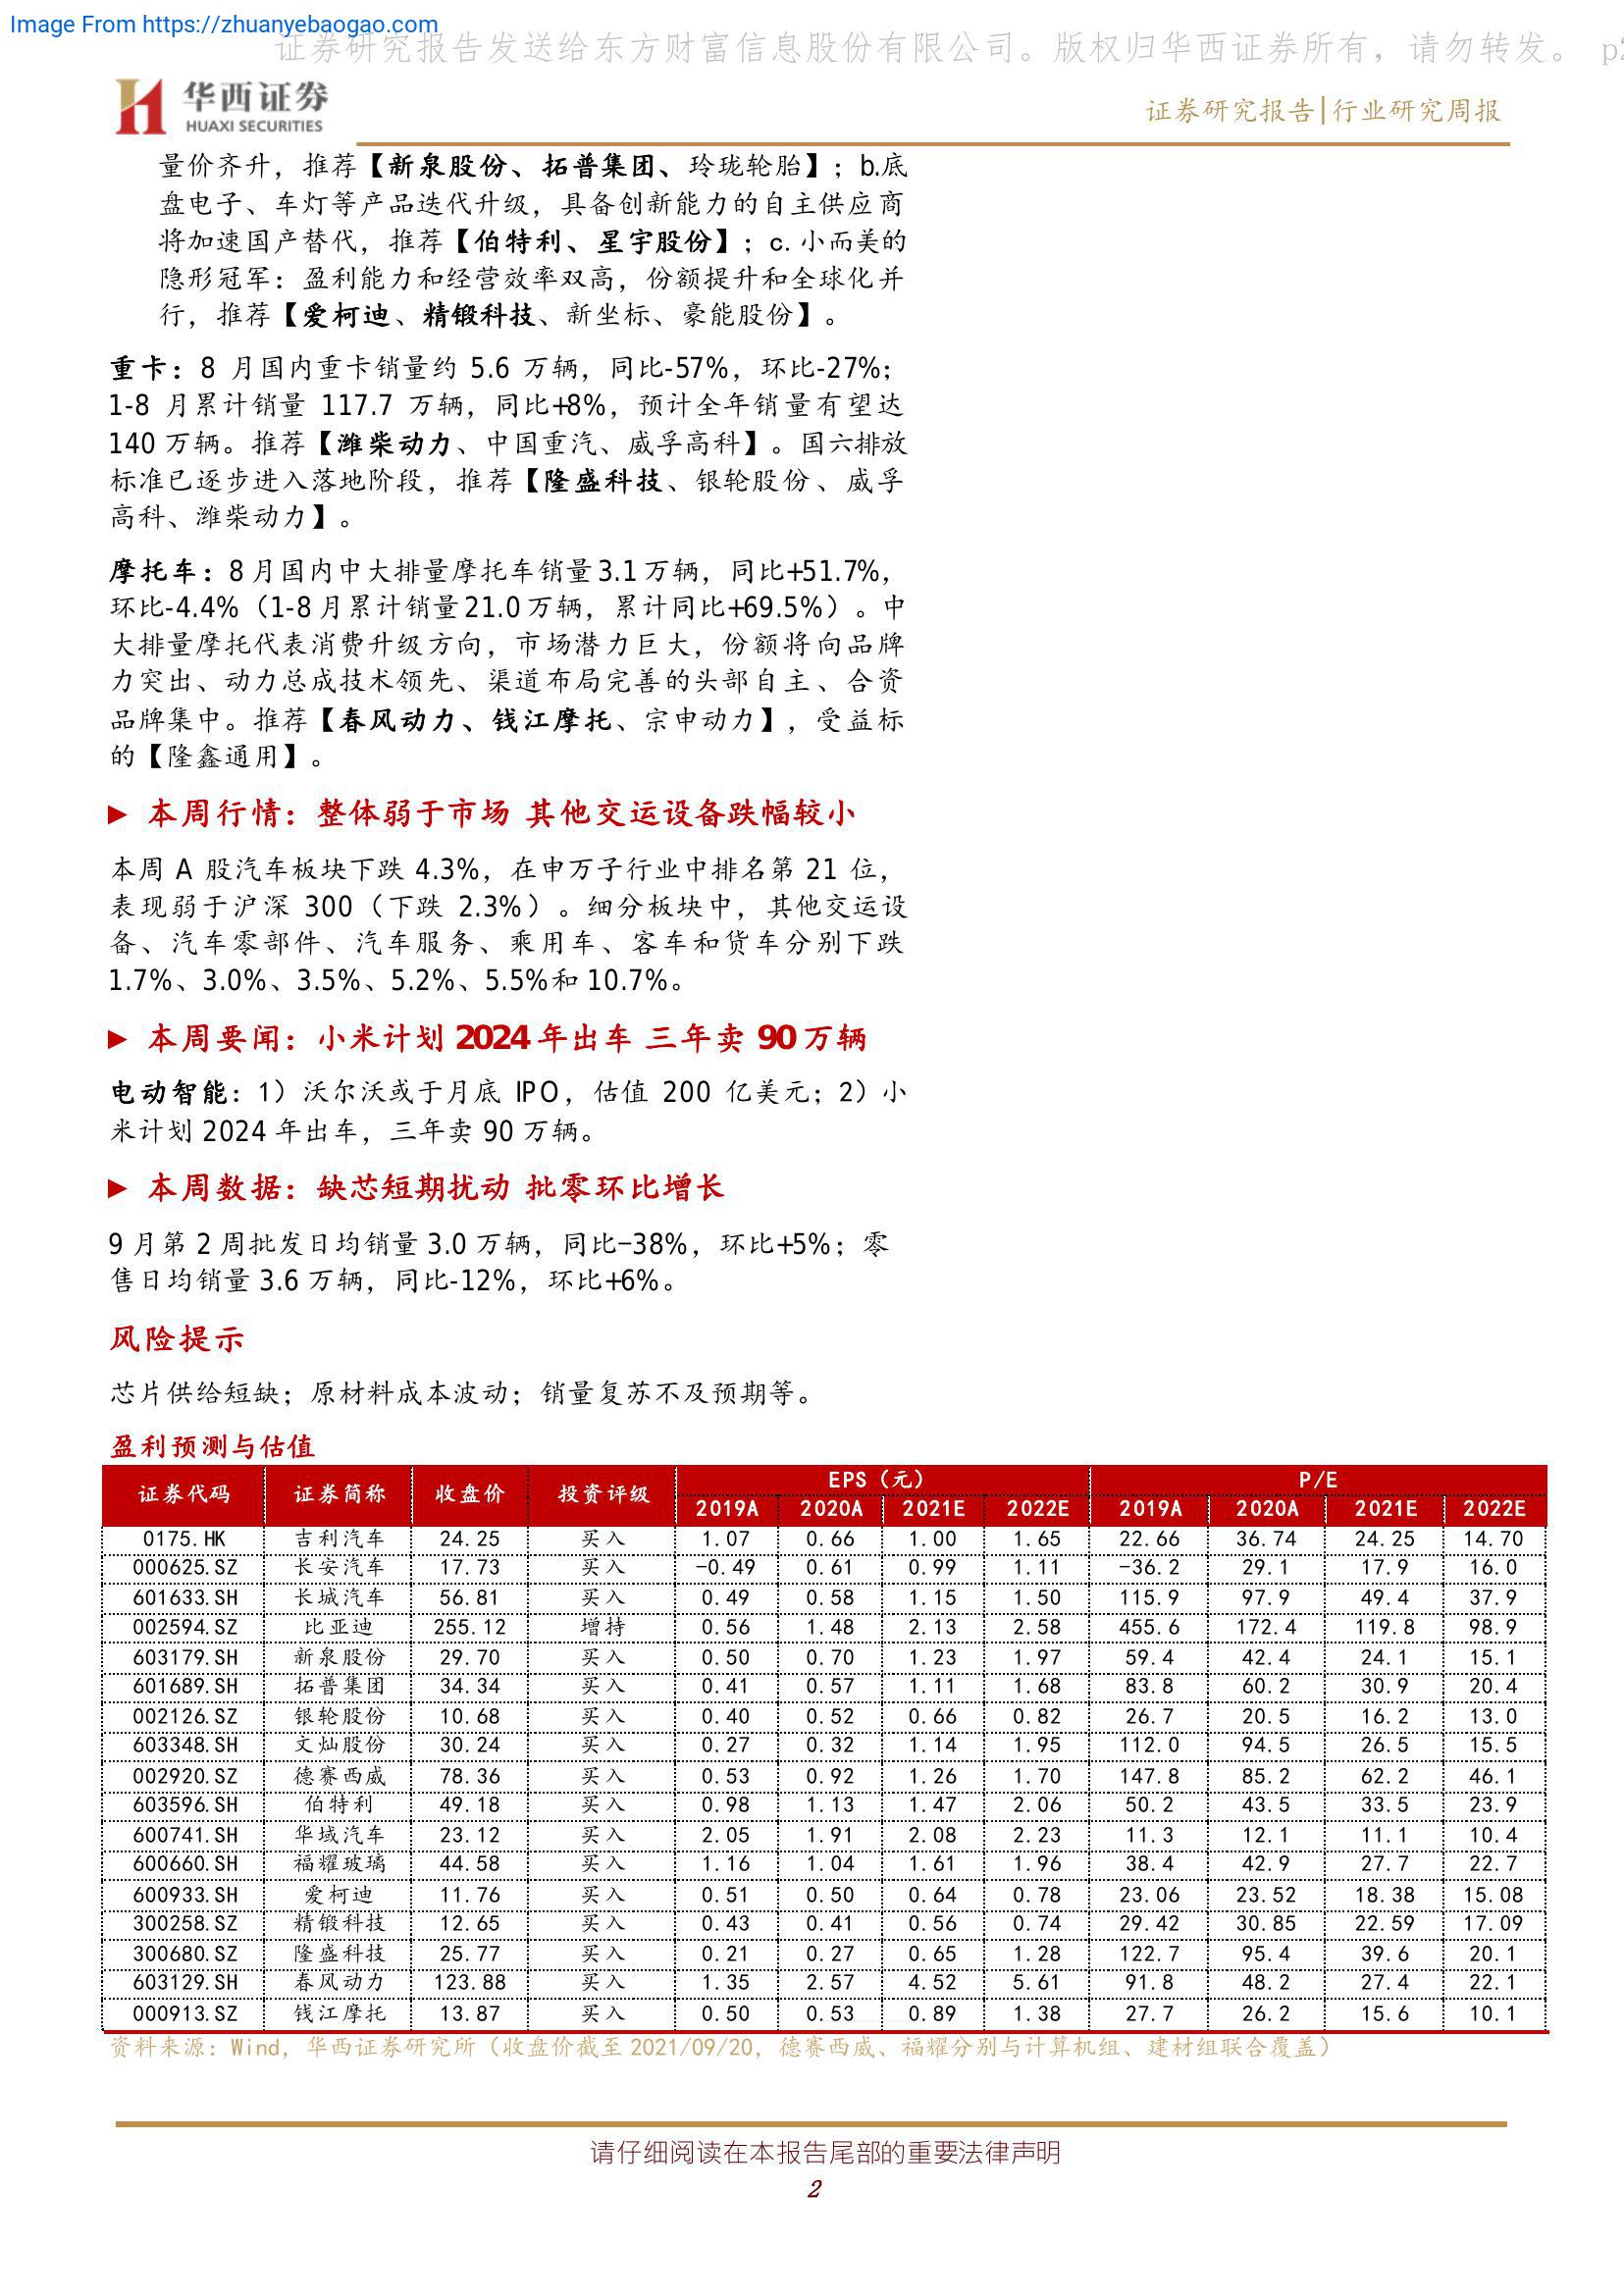 Image From https://zhuanyebaogao.com
证券研究报告发送给东方财富信息股份有限公司。版权归华西证券所有，请勿转发。 p2
华西证券
HUAXI SECURITIES
证券研究报告|行业研究周报
量价齐升，推荐【新泉股份、拓普集团、玲珑轮胎】；b.底
盘电子、车灯等产品迭代升级，具备创新能力的自主供应商
将加速国产替代，推荐【伯特利、星宇股份】；c.小而美的
隐形冠军：盈利能力和经营效率双高，份额提升和全球化并
行，推荐【爱柯迪、精锻科技、新坐标、豪能股份】。
重卡：8 月国内重卡销量约 5.6 万辆，同比-57%，环比-27%；
1-8 月累计销量 117.7 万辆，同比+8%，预计全年销量有望达
140 万辆。推荐【潍柴动力、中国重汽、威孚高科】。国六排放
标准已逐步进入落地阶段，推荐【隆盛科技、银轮股份、威孚
高科、潍柴动力】。
摩托车：8 月国内中大排量摩托车销量 3.1 万辆，同比+51.7%，
环比-4.4%（1-8 月累计销量 21.0 万辆，累计同比+69.5%）。中
大排量摩托代表消费升级方向，市场潜力巨大，份额将向品牌
力突出、动力总成技术领先、渠道布局完善的头部自主、合资
品牌集中。推荐【春风动力、钱江摩托、宗申动力】，受益标
的【隆鑫通用】。
► 本周行情：整体弱于市场 其他交运设备跌幅较小
本周 A 股汽车板块下跌 4.3%，在申万子行业中排名第 21 位，
表现弱于沪深 300（下跌 2.3%）。细分板块中，其他交运设
备、汽车零部件、汽车服务、乘用车、客车和货车分别下跌
1.7%、3.0%、3.5%、5.2%、5.5%和 10.7%。
► 本周要闻：小米计划 2024 年出车 三年卖 90 万辆
电动智能：1）沃尔沃或于月底 IPO，估值 200 亿美元；2）小
米计划 2024 年出车，三年卖 90 万辆。
► 本周数据：缺芯短期扰动 批零环比增长
9 月第 2 周批发日均销量 3.0 万辆，同比-38%，环比+5%；零
售日均销量 3.6 万辆，同比-12%，环比+6%。
风险提示
芯片供给短缺；原材料成本波动；销量复苏不及预期等。
盈利预测与估值
证券代码 证券简称 收盘价 投资评级 EPS（元） P/E
2019A 2020A 2021E 2022E 2019A 2020A 2021E 2022E
0175.HK 吉利汽车 24.25 买入 1.07 0.66 1.00 1.65 22.66 36.74 24.25 14.70
000625.SZ 长安汽车 17.73 买入 -0.49 0.61 0.99 1.11 -36.2 29.1 17.9 16.0
601633.SH 长城汽车 56.81 买入 0.49 0.58 1.15 1.50 115.9 97.9 49.4 37.9
002594.SZ 比亚迪 255.12 增持 0.56 1.48 2.13 2.58 455.6 172.4 119.8 98.9
603179.SH 新泉股份 29.70 买入 0.50 0.70 1.23 1.97 59.4 42.4 24.1 15.1
601689.SH 拓普集团 34.34 买入 0.41 0.57 1.11 1.68 83.8 60.2 30.9 20.4
002126.SZ 银轮股份 10.68 买入 0.40 0.52 0.66 0.82 26.7 20.5 16.2 13.0
603348.SH 文灿股份 30.24 买入 0.27 0.32 1.14 1.95 112.0 94.5 26.5 15.5
002920.SZ 德赛西威 78.36 买入 0.53 0.92 1.26 1.70 147.8 85.2 62.2 46.1
603596.SH 伯特利 49.18 买入 0.98 1.13 1.47 2.06 50.2 43.5 33.5 23.9
600741.SH 华域汽车 23.12 买入 2.05 1.91 2.08 2.23 11.3 12.1 11.1 10.4
600660.SH 福耀玻璃 44.58 买入 1.16 1.04 1.61 1.96 38.4 42.9 27.7 22.7
600933.SH 爱柯迪 11.76 买入 0.51 0.50 0.64 0.78 23.06 23.52 18.38 15.08
300258.SZ 精锻科技 12.65 买入 0.43 0.41 0.56 0.74 29.42 30.85 22.59 17.09
300680.SZ 隆盛科技 25.77 买入 0.21 0.27 0.65 1.28 122.7 95.4 39.6 20.1
603129.SH 春风动力 123.88 买入 1.35 2.57 4.52 5.61 91.8 48.2 27.4 22.1
000913.SZ 钱江摩托 13.87 买入 0.50 0.53 0.89 1.38 27.7 26.2 15.6 10.1
资料来源：Wind，华西证券研究所（收盘价截至 2021/09/20，德赛西威、福耀分别与计算机组、建材组联合覆盖）
请仔细阅读在本报告尾部的重要法律声明
2